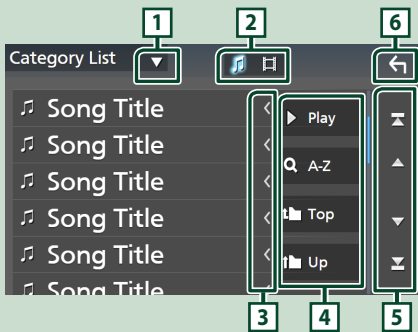 1 2 6
Category List
Song Title
Play
Song Title
A-Z
Song Title
Song Title
Top
Song Title
Up
Song Title
3 4 5